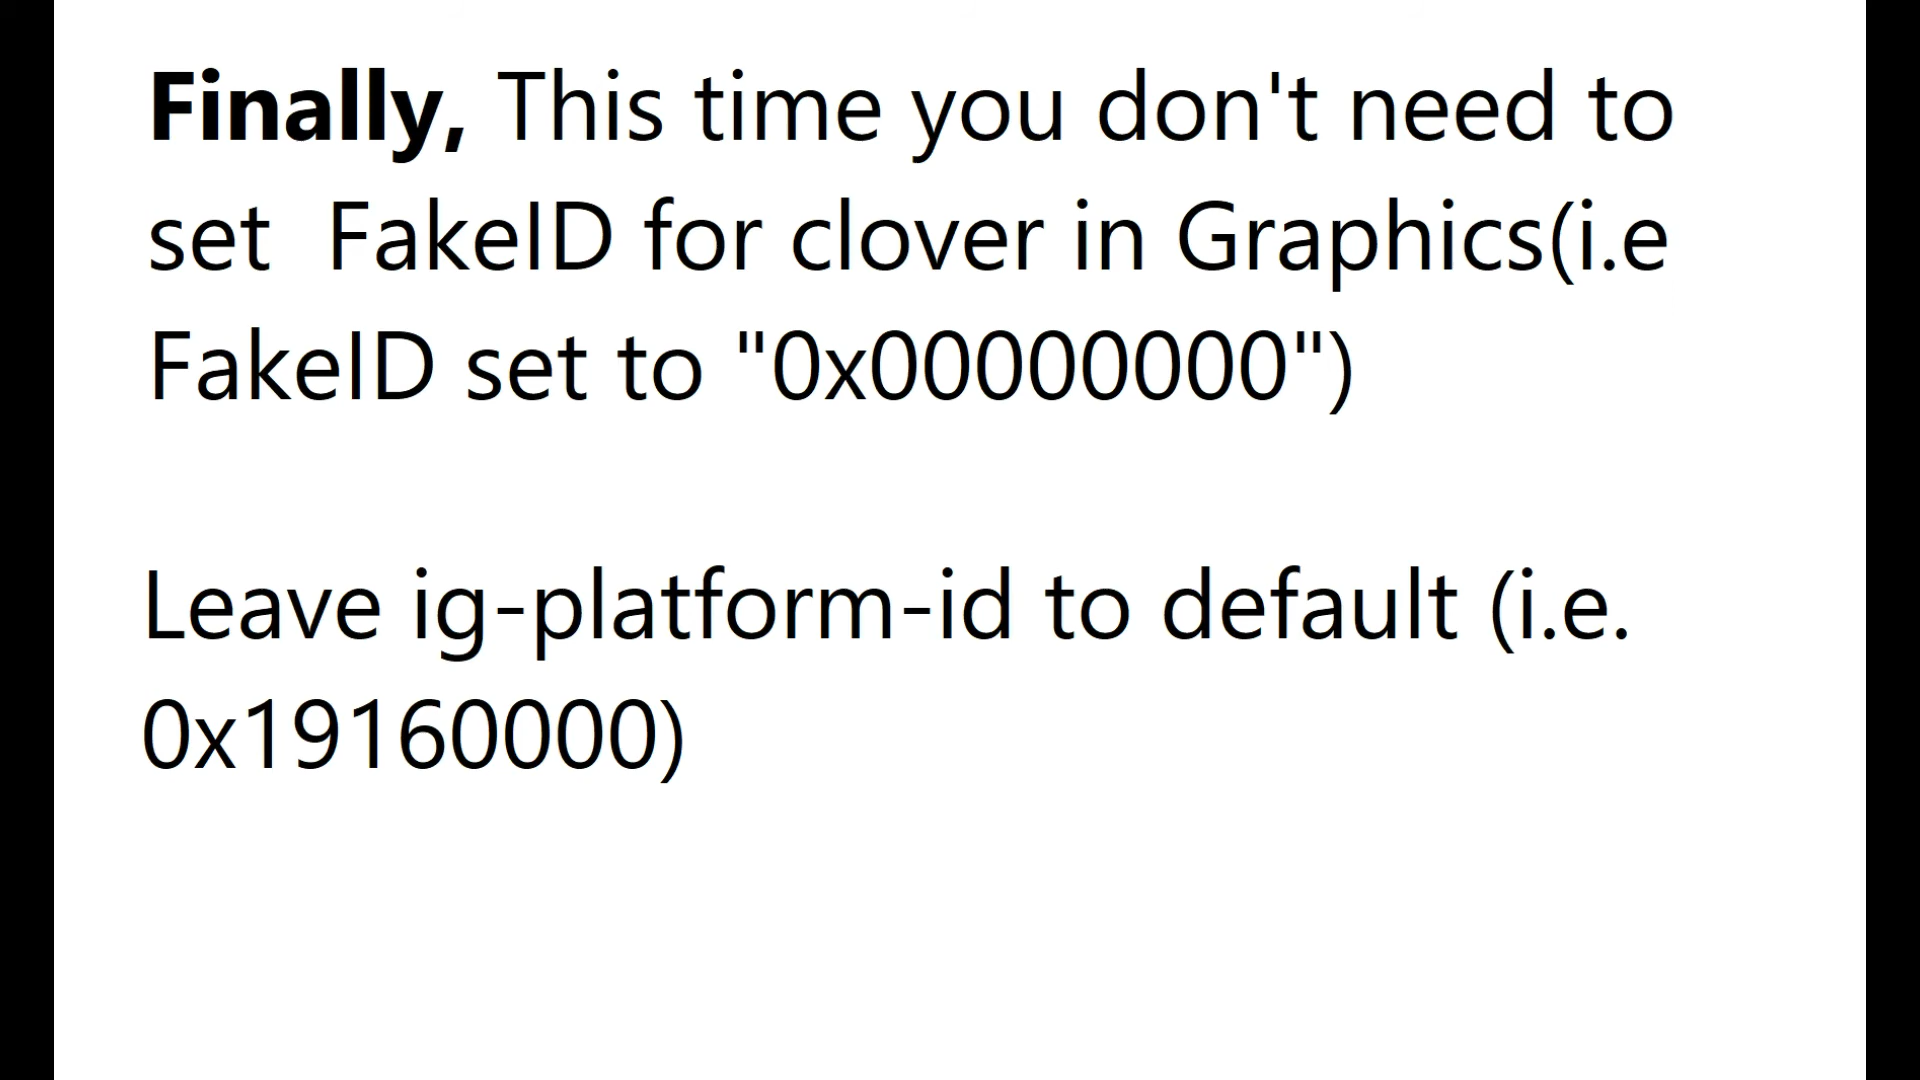 Finally, This time you don't need to
set  FakeID for clover in Graphics(i.e
FakeID set to "0x00000000")
Leave ig-platform-id to default (i.e.
0x19160000)